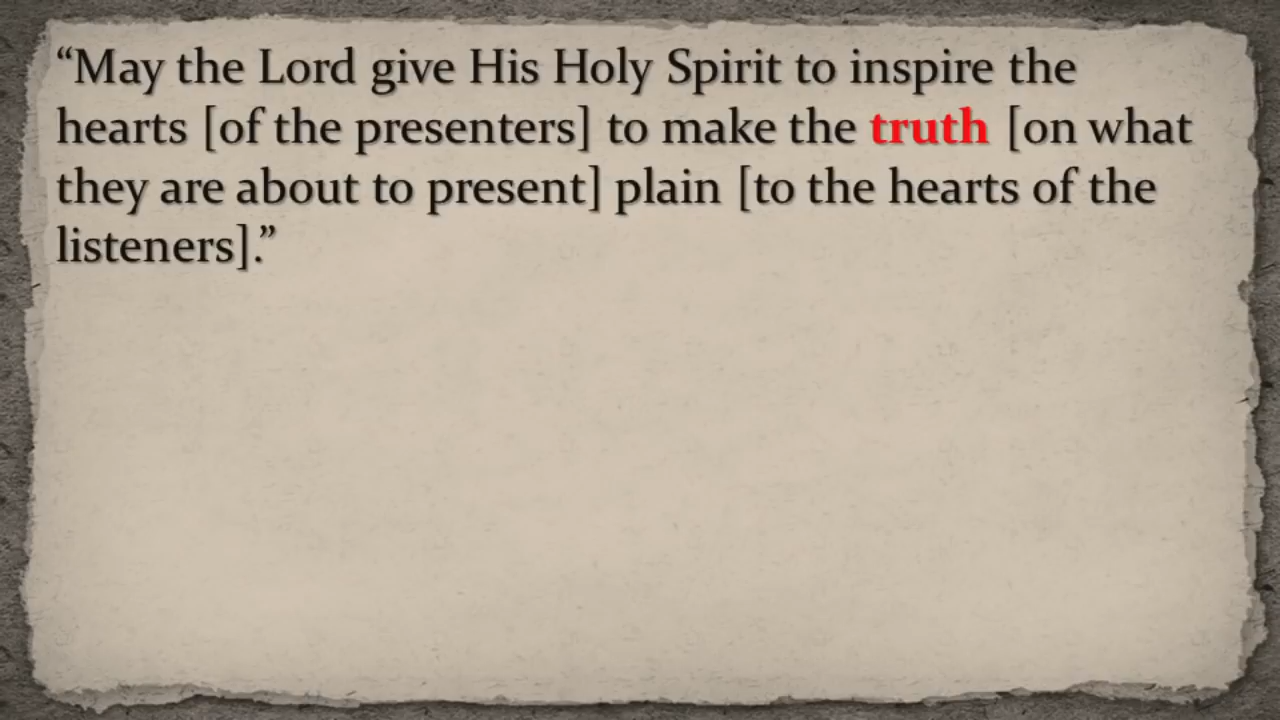 “May the Lord give His Holy Spirit to inspire the
hearts [of the presenters] to make the truth [on what
they are about to present] plain [to the hearts of the
listeners].”